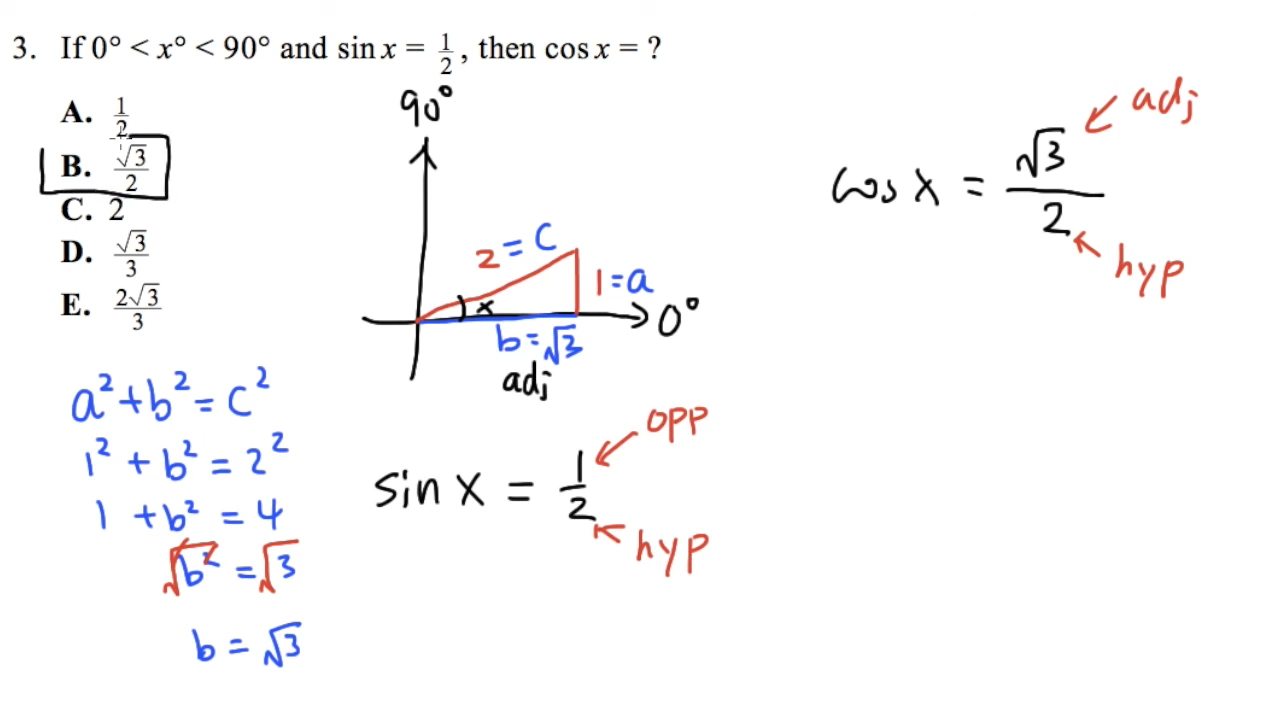 3. If 0° < x° < 90° and sin x = 1/2, then cos x = ?
A. 1/2
B. √3/2
C. 2
D. √3/3
E. 2√3/3
90°
2 = C
1 = a
x
0°
b = √3
adj
a² + b² = c²
1² + b² = 2²
1 + b² = 4
√b² = √3
b = √3
sin x = 1/2
opp
hyp
cos x = √3/2
adj
hyp